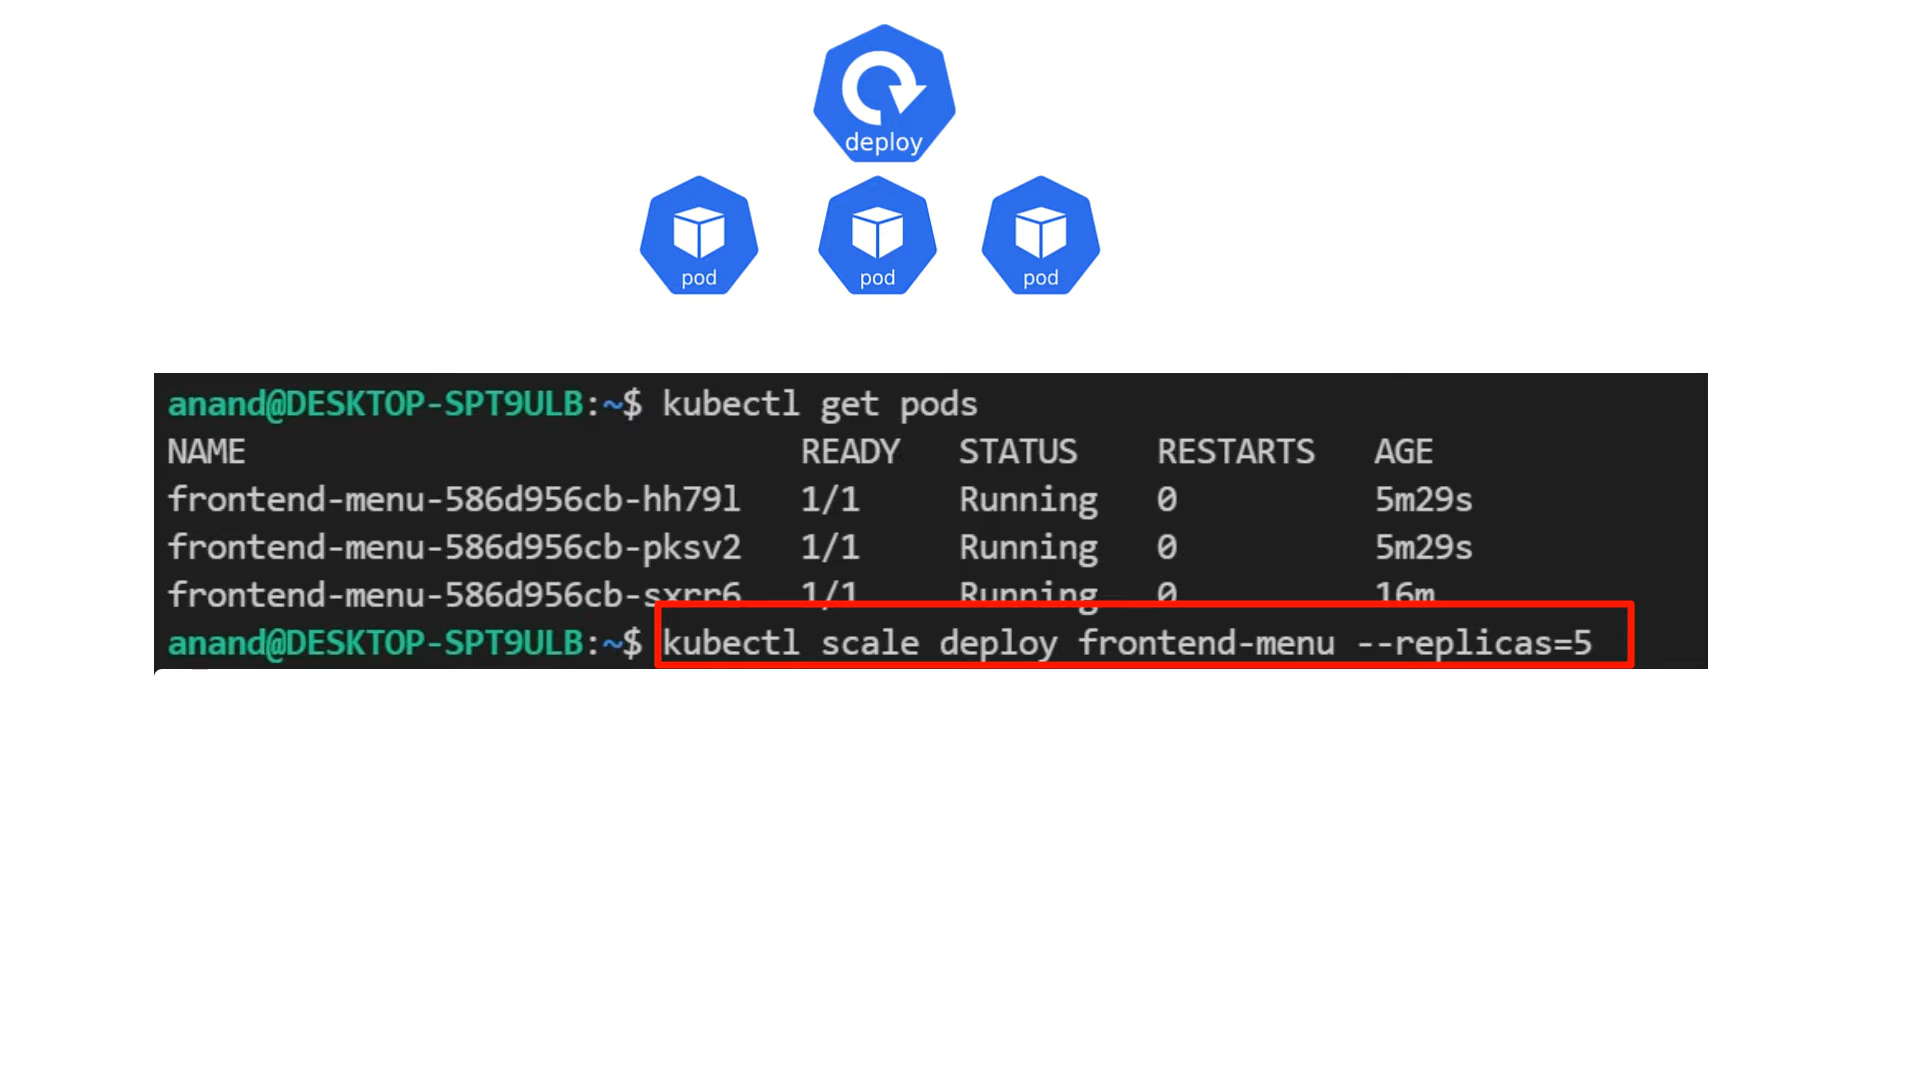 deploy
pod pod pod
anand@DESKTOP-SPT9ULB:~$ kubectl get pods
NAME READY STATUS RESTARTS AGE
frontend-menu-586d956cb-hh79l 1/1 Running 0 5m29s
frontend-menu-586d956cb-pksv2 1/1 Running 0 5m29s
frontend-menu-586d956cb-sxrr6 1/1 Running 0 16m
anand@DESKTOP-SPT9ULB:~$ kubectl scale deploy frontend-menu --replicas=5